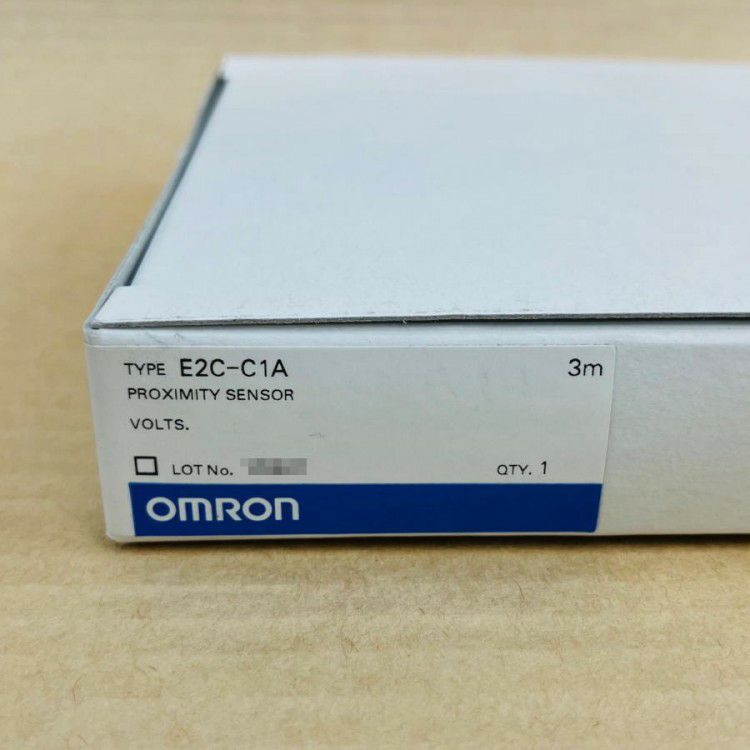 TYPE E2C-C1A 3m
PROXIMITY SENSOR
VOLTS.
LOT No. QTY. 1
OMRON